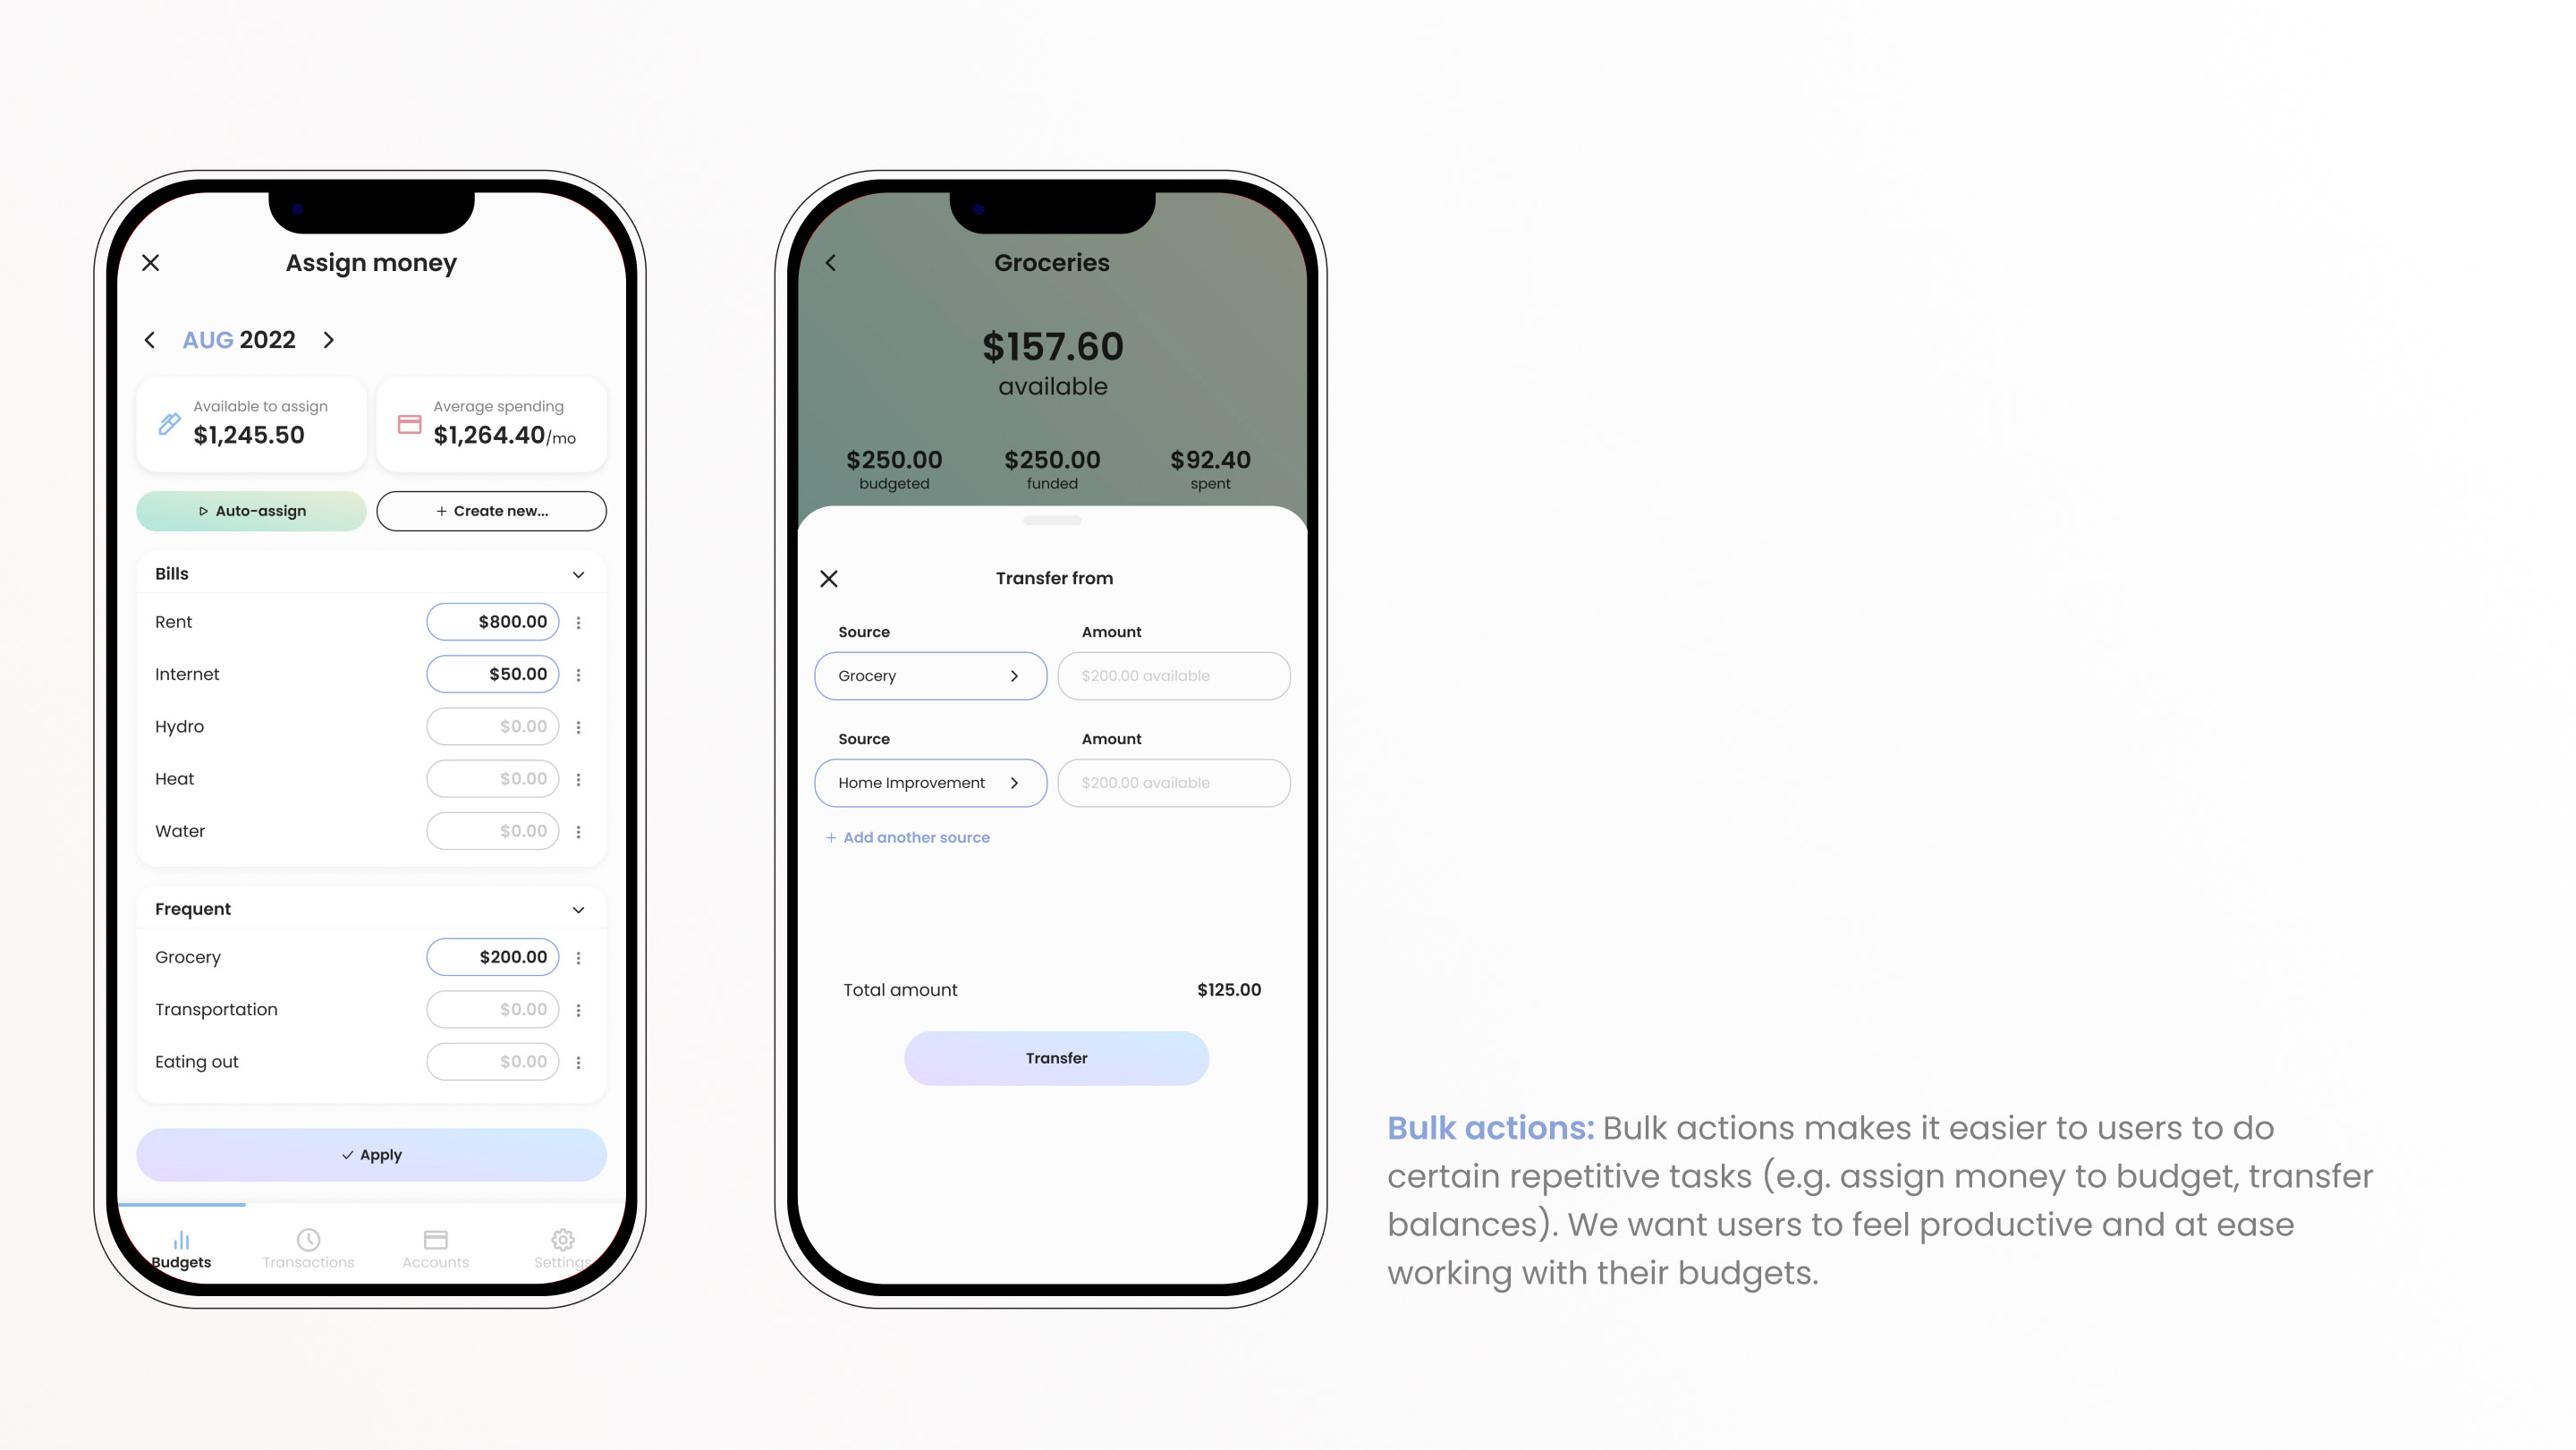 Assign money
AUG 2022
Available to assign
$1,245.50
Average spending
$1,264.40/mo
Auto-assign
+ Create new...
Bills
Rent $800.00
Internet $50.00
Hydro $0.00
Heat $0.00
Water $0.00
Frequent
Grocery $200.00
Transportation $0.00
Eating out $0.00
Apply
Budgets Transactions Accounts Settings
Groceries
$157.60
available
$250.00 $250.00 $92.40
budgeted funded spent
Transfer from
Source Amount
Grocery $200.00 available
Source Amount
Home Improvement $200.00 available
+ Add another source
Total amount $125.00
Transfer
Bulk actions: Bulk actions makes it easier to users to do
certain repetitive tasks (e.g. assign money to budget, transfer
balances). We want users to feel productive and at ease
working with their budgets.